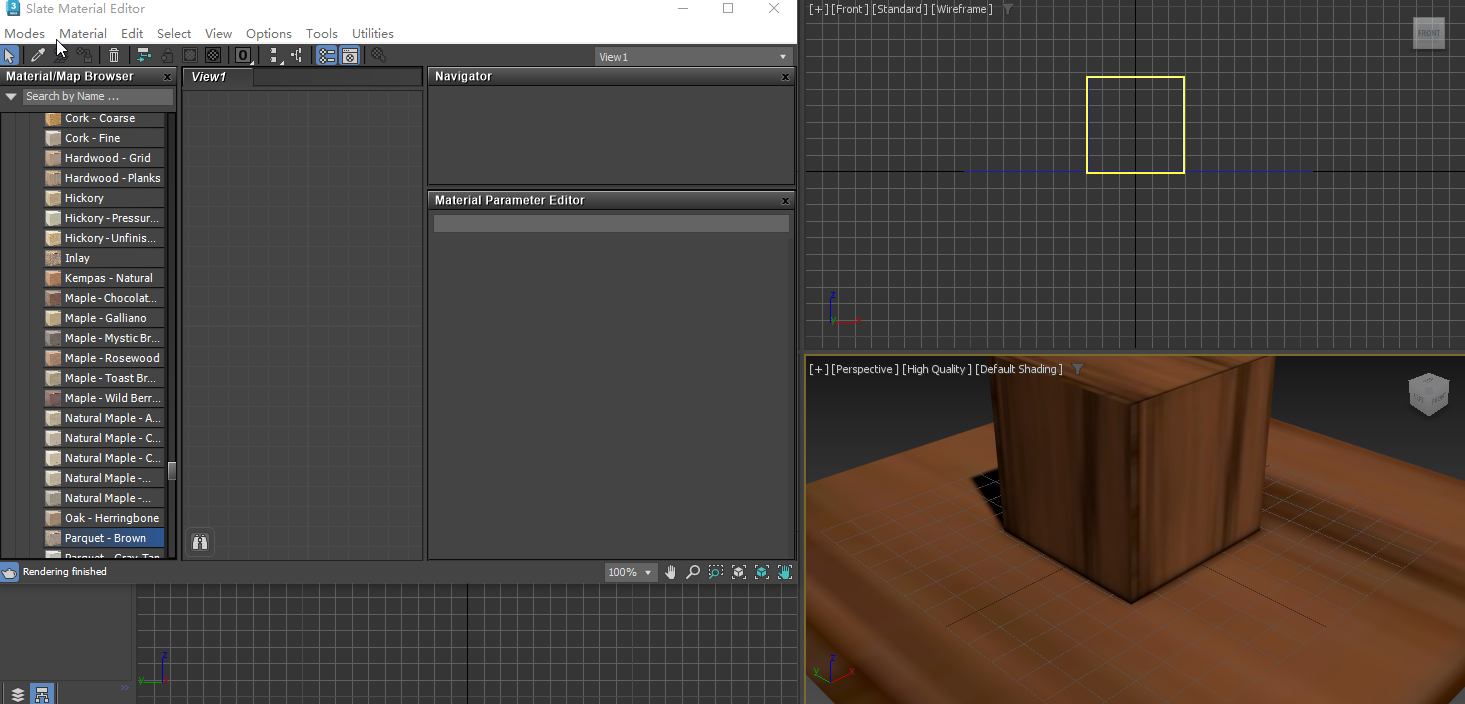 Slate Material Editor
Modes Material Edit Select View Options Tools Utilities
0
View1
Material/Map Browser x
Search by Name ...
Cork - Coarse
Cork - Fine
Hardwood - Grid
Hardwood - Planks
Hickory
Hickory - Pressur...
Hickory - Unfinis...
Inlay
Kempas - Natural
Maple - Chocolat...
Maple - Galliano
Maple - Mystic Br...
Maple - Rosewood
Maple - Toast Br...
Maple - Wild Berr...
Natural Maple - A...
Natural Maple - C...
Natural Maple - C...
Natural Maple -...
Natural Maple -...
Oak - Herringbone
Parquet - Brown
Parquet - Gray-Tan
View1
Navigator x
Material Parameter Editor x
Rendering finished
100%
z
y
[+] [Front] [Standard] [Wireframe]
FRONT
z
[+] [Perspective] [High Quality] [Default Shading]
LEFT FRONT
z
y x